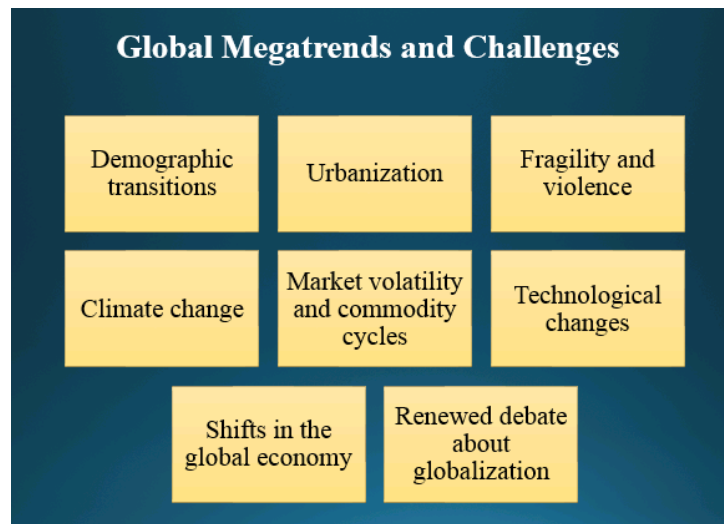 Global Megatrends and Challenges
Demographic
transitions
Urbanization
Fragility and
violence
Climate change
Market volatility
and commodity
cycles
Technological
changes
Shifts in the
global economy
Renewed debate
about
globalization